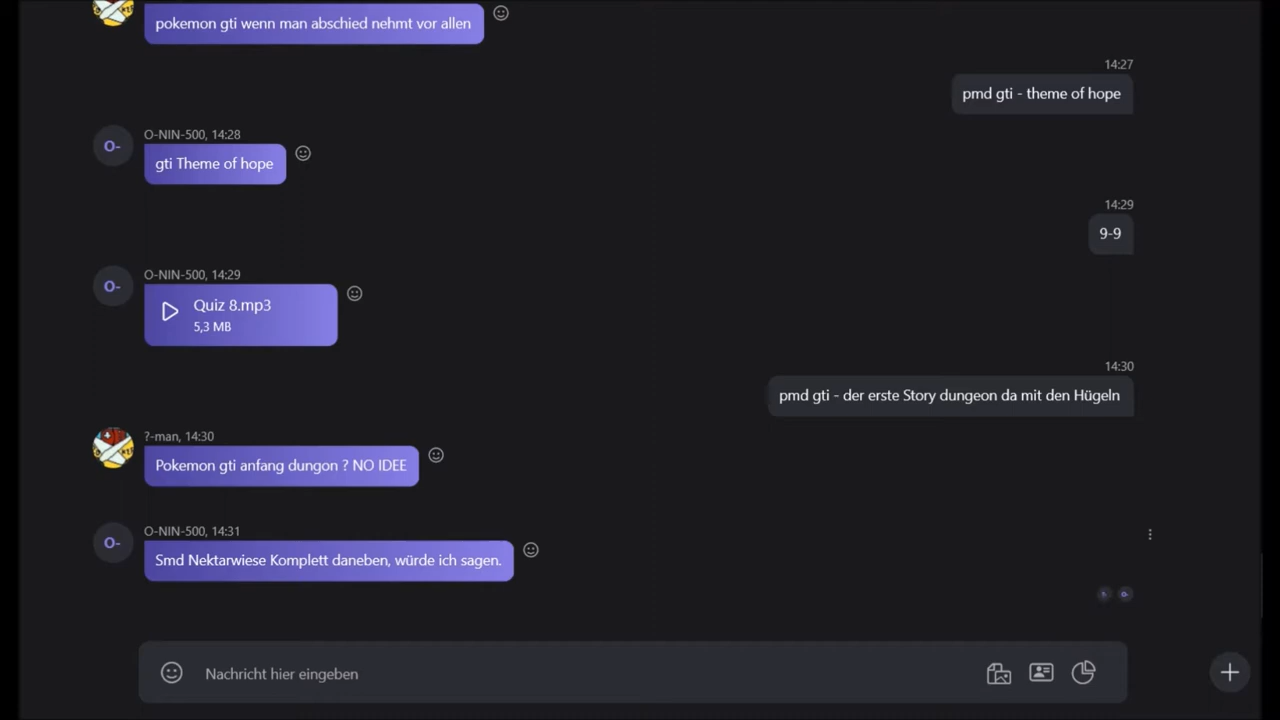 pokemon gti wenn man abschied nehmt vor allen
14:27
pmd gti - theme of hope
O-NIN-500, 14:28
O-
gti Theme of hope
14:29
9-9
O-NIN-500, 14:29
O-
Quiz 8.mp3
5,3 MB
14:30
pmd gti - der erste Story dungeon da mit den Hügeln
?-man, 14:30
Pokemon gti anfang dungon ? NO IDEE
O-NIN-500, 14:31
O-
Smd Nektarwiese Komplett daneben, würde ich sagen.
?- O-
Nachricht hier eingeben